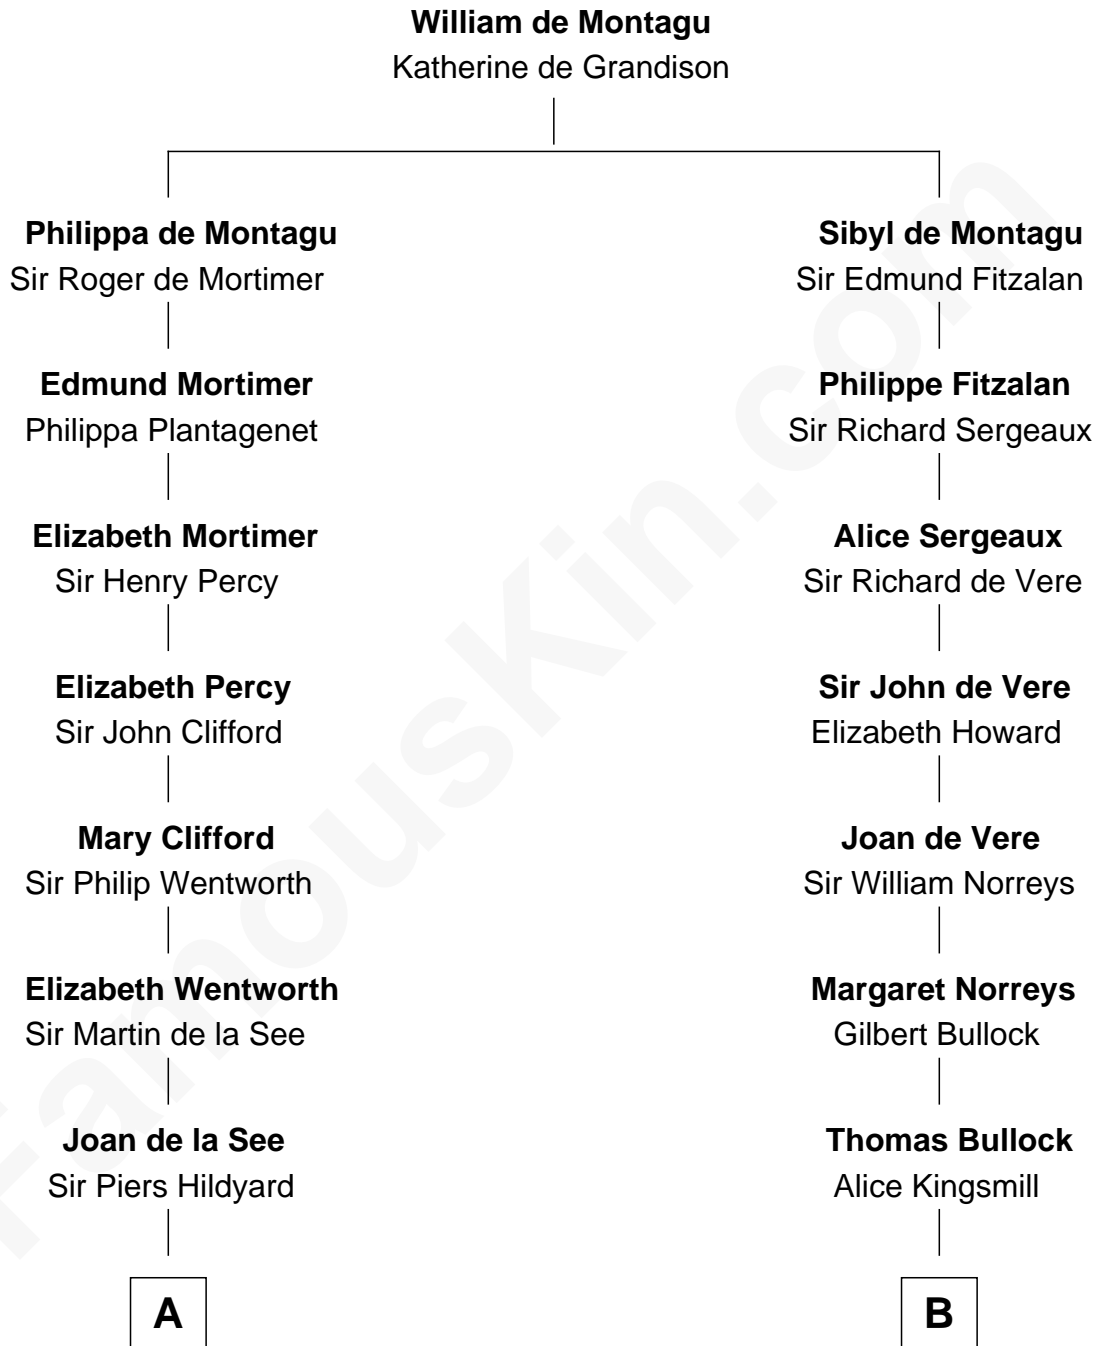 William de Montagu
Katherine de Grandison
Philippa de Montagu
Sir Roger de Mortimer
Sibyl de Montagu
Sir Edmund Fitzalan
Edmund Mortimer
Philippa Plantagenet
Philippe Fitzalan
Sir Richard Sergeaux
Elizabeth Mortimer
Sir Henry Percy
Alice Sergeaux
Sir Richard de Vere
Elizabeth Percy
Sir John Clifford
Sir John de Vere
Elizabeth Howard
Mary Clifford
Sir Philip Wentworth
Joan de Vere
Sir William Norreys
Elizabeth Wentworth
Sir Martin de la See
Margaret Norreys
Gilbert Bullock
Joan de la See
Sir Piers Hildyard
Thomas Bullock
Alice Kingsmill
A
B
FamousKin.com